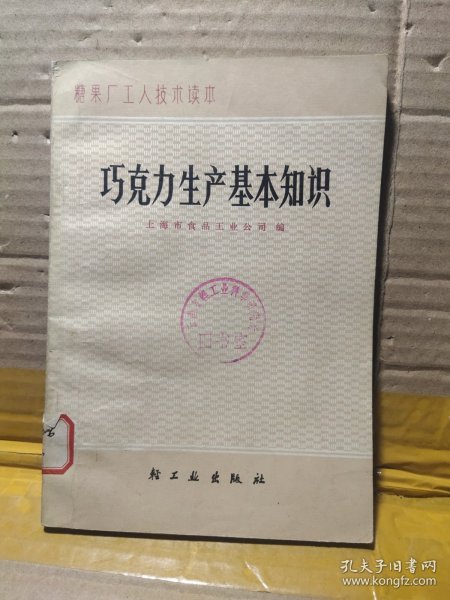 糖果厂工人技术读本
巧克力生产基本知识
上海市食品工业公司 编
轻工业出版社
孔夫子旧书网
www.kongfz.com